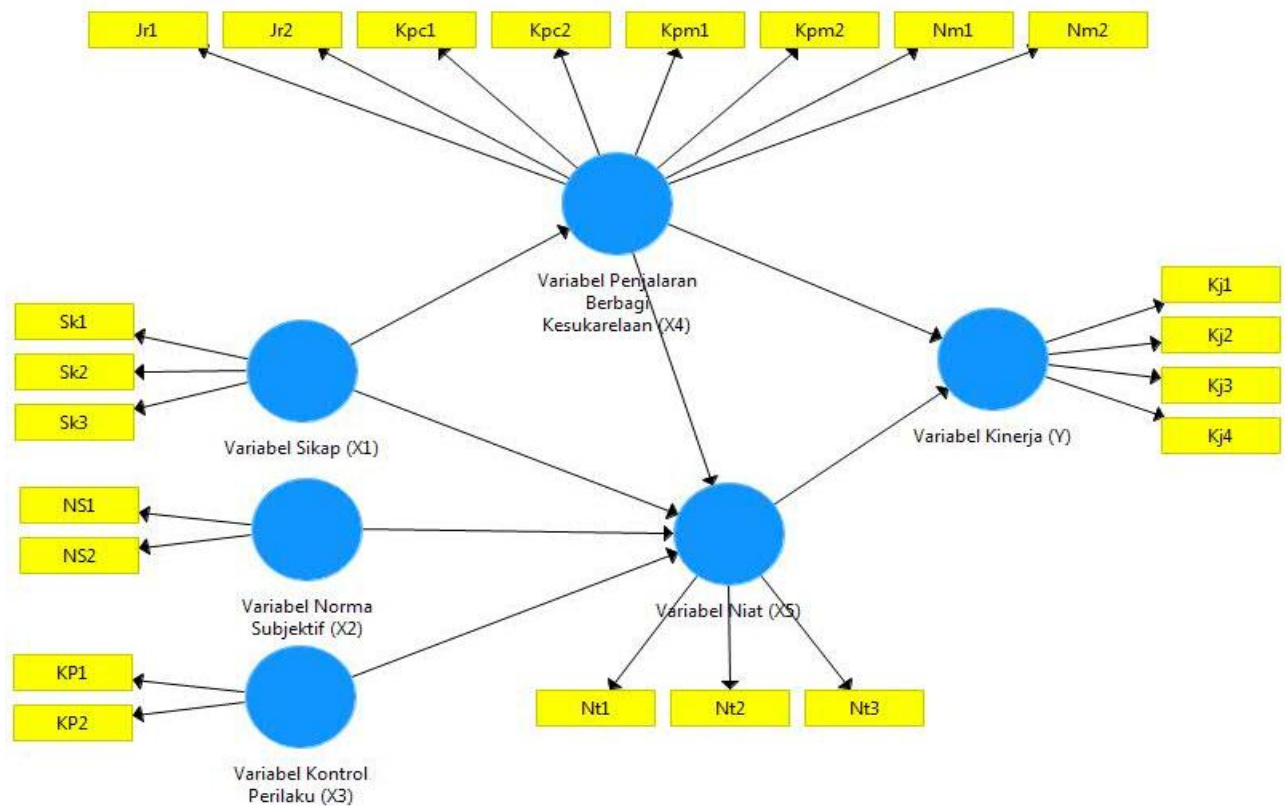 Jr1
Jr2
Kpc1
Kpc2
Kpm1
Kpm2
Nm1
Nm2
Variabel Penjalaran
Berbagi
Kesukarelaan (X4)
Sk1
Sk2
Sk3
Variabel Sikap (X1)
Kj1
Kj2
Kj3
Kj4
Variabel Kinerja (Y)
NS1
NS2
Variabel Norma
Subjektif (X2)
Variabel Niat (X5)
KP1
KP2
Variabel Kontrol
Perilaku (X3)
Nt1
Nt2
Nt3